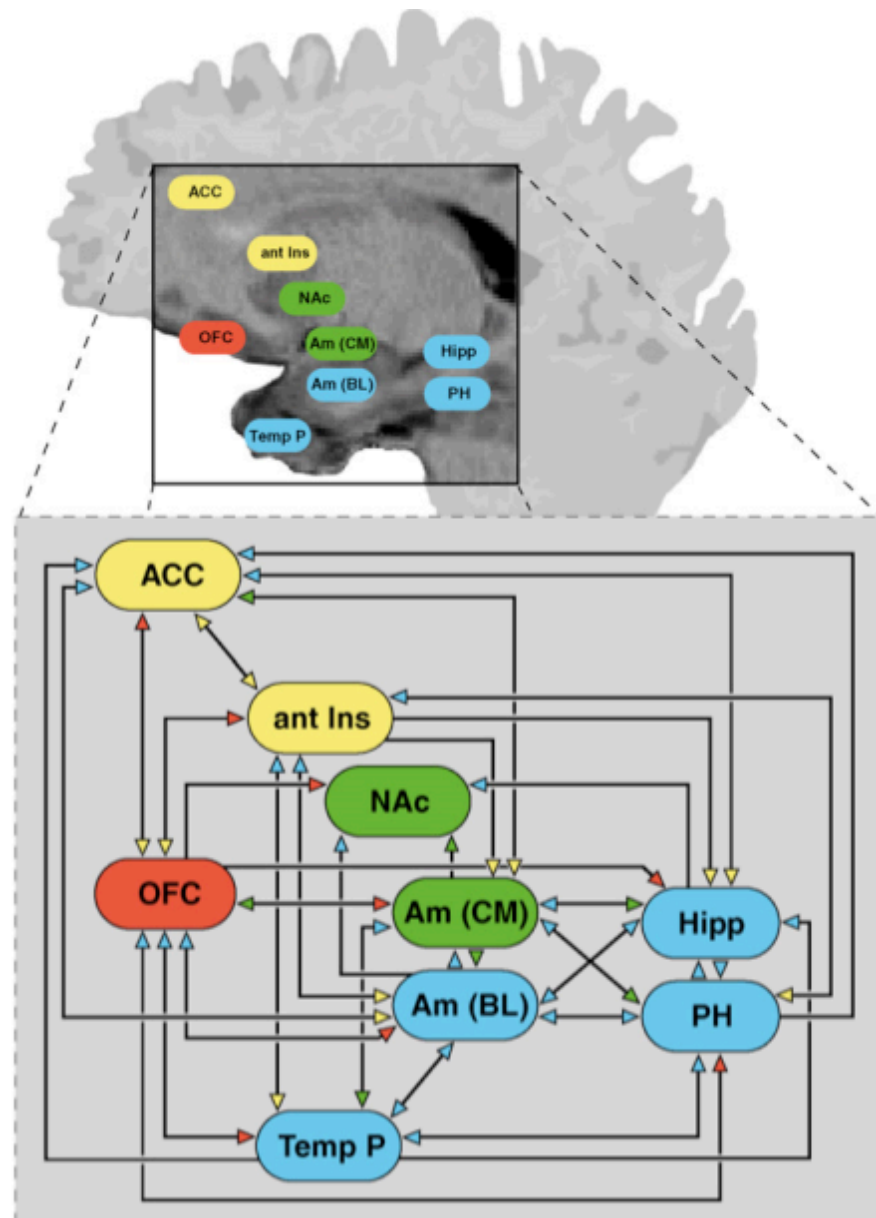 ACC
ant Ins
NAc
OFC
Am (CM)
Hipp
Am (BL)
PH
Temp P
ACC
ant Ins
NAc
OFC
Am (CM)
Hipp
Am (BL)
PH
Temp P